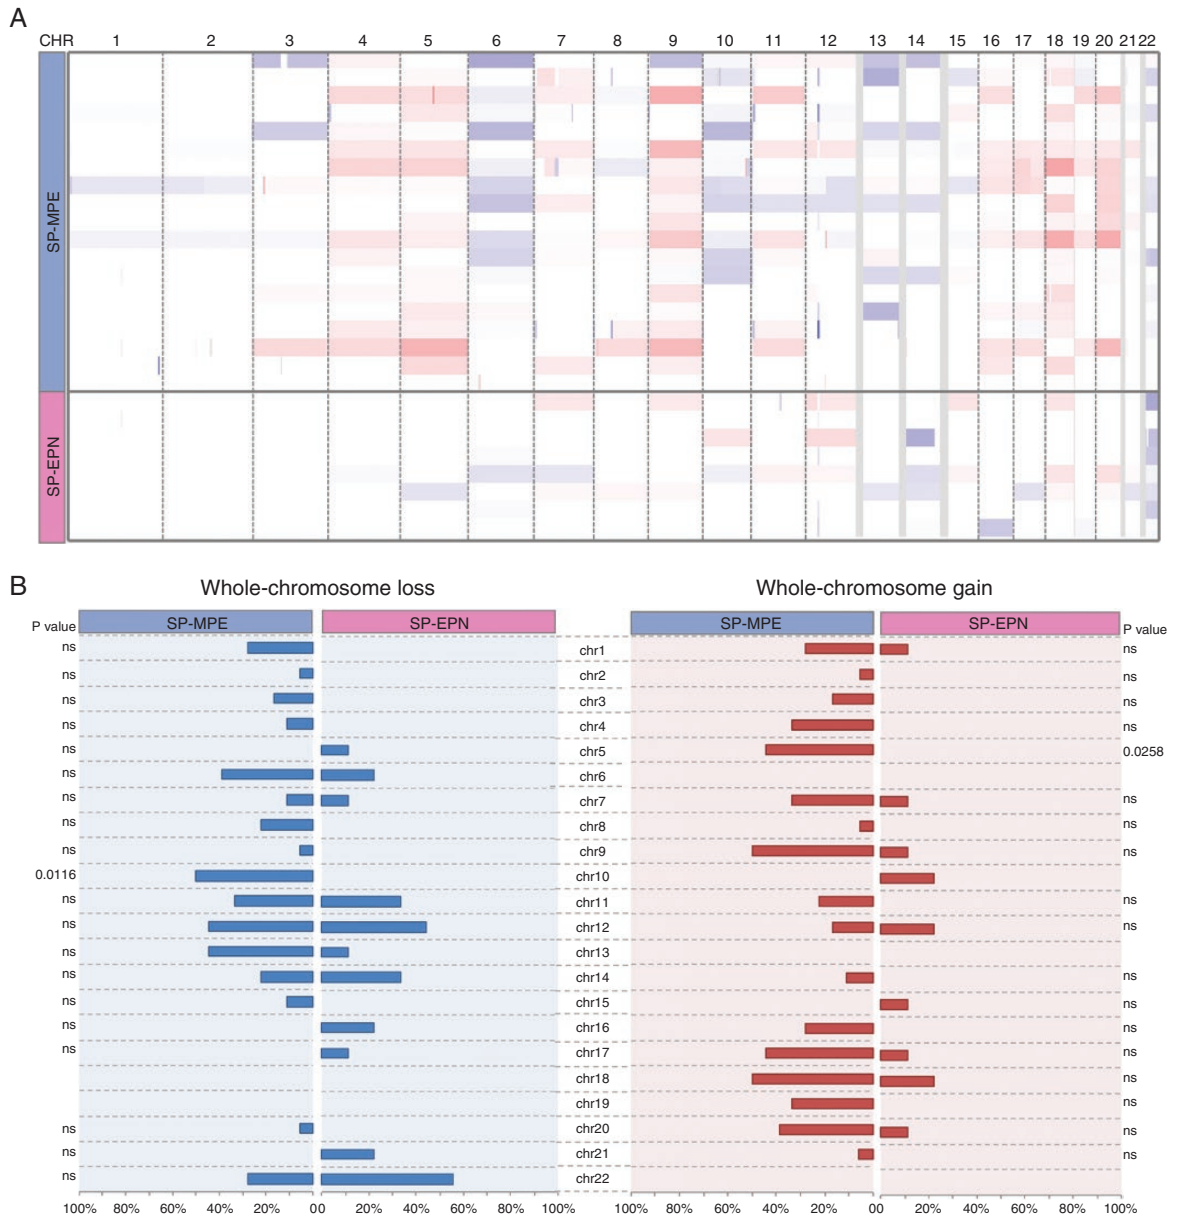 A
CHR 1 2 3 4 5 6 7 8 9 10 11 12 13 14 15 16 17 18 19 20 21 22
SP-MPE
SP-EPN
B
Whole-chromosome loss Whole-chromosome gain
P value SP-MPE SP-EPN SP-MPE SP-EPN P value
ns chr1 ns
ns chr2 ns
ns chr3 ns
ns chr4 ns
ns chr5 0.0258
ns chr6
ns chr7 ns
ns chr8 ns
ns chr9 ns
0.0116 chr10
ns chr11 ns
ns chr12 ns
ns chr13
ns chr14 ns
ns chr15
ns chr16 ns
ns chr17 ns
chr18 ns
chr19 ns
ns chr20 ns
ns chr21 ns
ns chr22
100% 80% 60% 40% 20% 00 20% 40% 60% 80% 100% 100% 80% 60% 40% 20% 00 20% 40% 60% 80% 100%